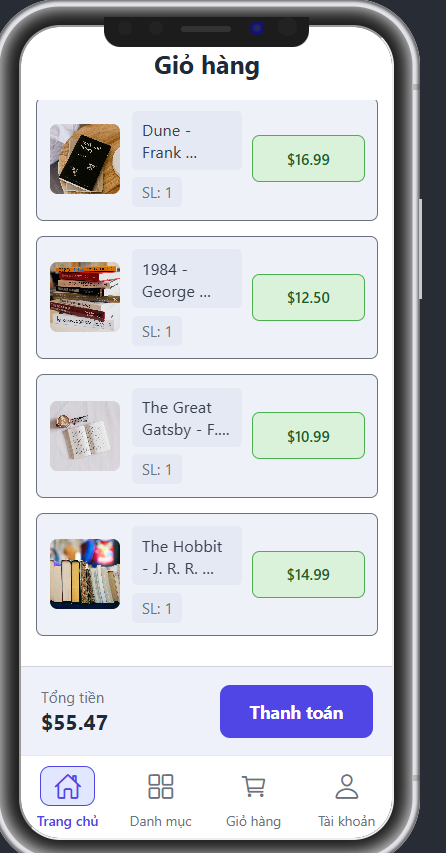 Giỏ hàng
Dune -
Frank ...
$16.99
SL: 1
1984 -
George ...
$12.50
SL: 1
The Great
Gatsby - F....
$10.99
SL: 1
The Hobbit
- J. R. R. ...
$14.99
SL: 1
Tổng tiền
$55.47
Thanh toán
Trang chủ
Danh mục
Giỏ hàng
Tài khoản